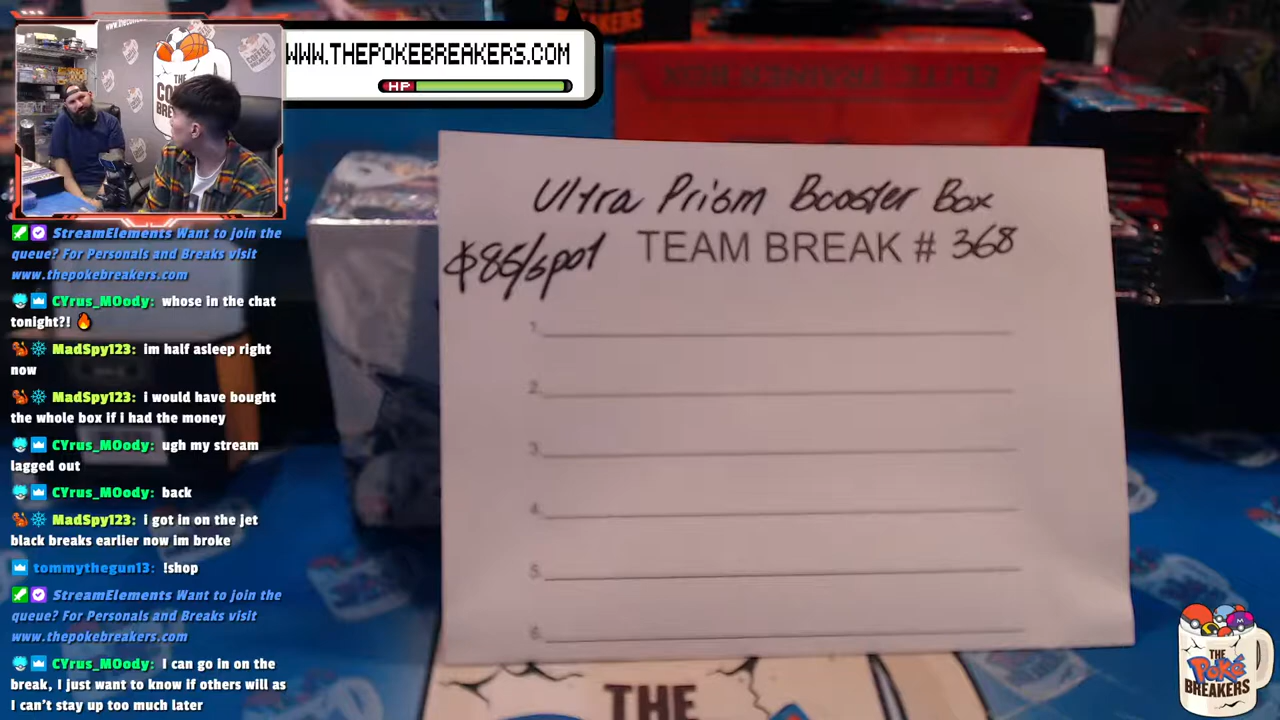 WWW.THEPOKEBREAKERS.COM
HP
Ultra Prism Booster Box
$85/spot TEAM BREAK # 368
1.
2.
3.
4.
5.
6.
StreamElements Want to join the
queue? For Personals and Breaks visit
www.thepokebreakers.com
CYrus_MOody: whose in the chat
tonight?! 🔥
MadSpy123: im half asleep right
now
MadSpy123: i would have bought
the whole box if i had the money
CYrus_MOody: ugh my stream
lagged out
CYrus_MOody: back
MadSpy123: I got in on the jet
black breaks earlier now im broke
tommythegun13: !shop
StreamElements Want to join the
queue? For Personals and Breaks visit
www.thepokebreakers.com
CYrus_MOody: I can go in on the
break, I just want to know if others will as
I can't stay up too much later
THE
THE
Poké
BREAKERS
BREAKERS
THE